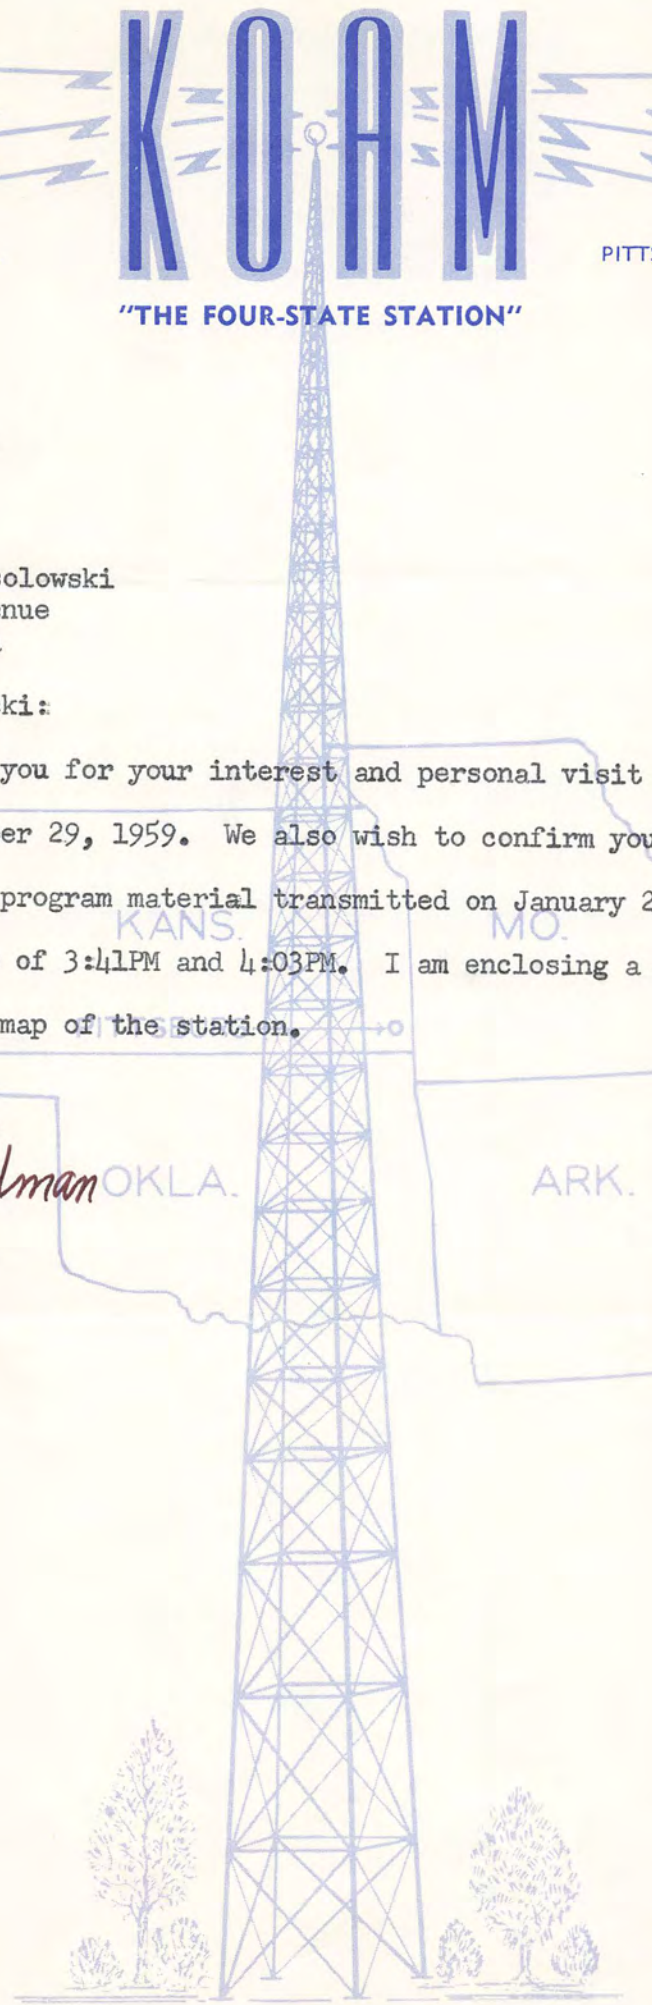 KOAM
PITTS
"THE FOUR-STATE STATION"
olowski
nue
ki:
you for your interest and personal visit
er 29, 1959. We also wish to confirm you
program material transmitted on January 2
of 3:41PM and 4:03PM. I am enclosing a
map of the station.
lman
KANS.
MO.
PITTSBURG
OKLA.
ARK.